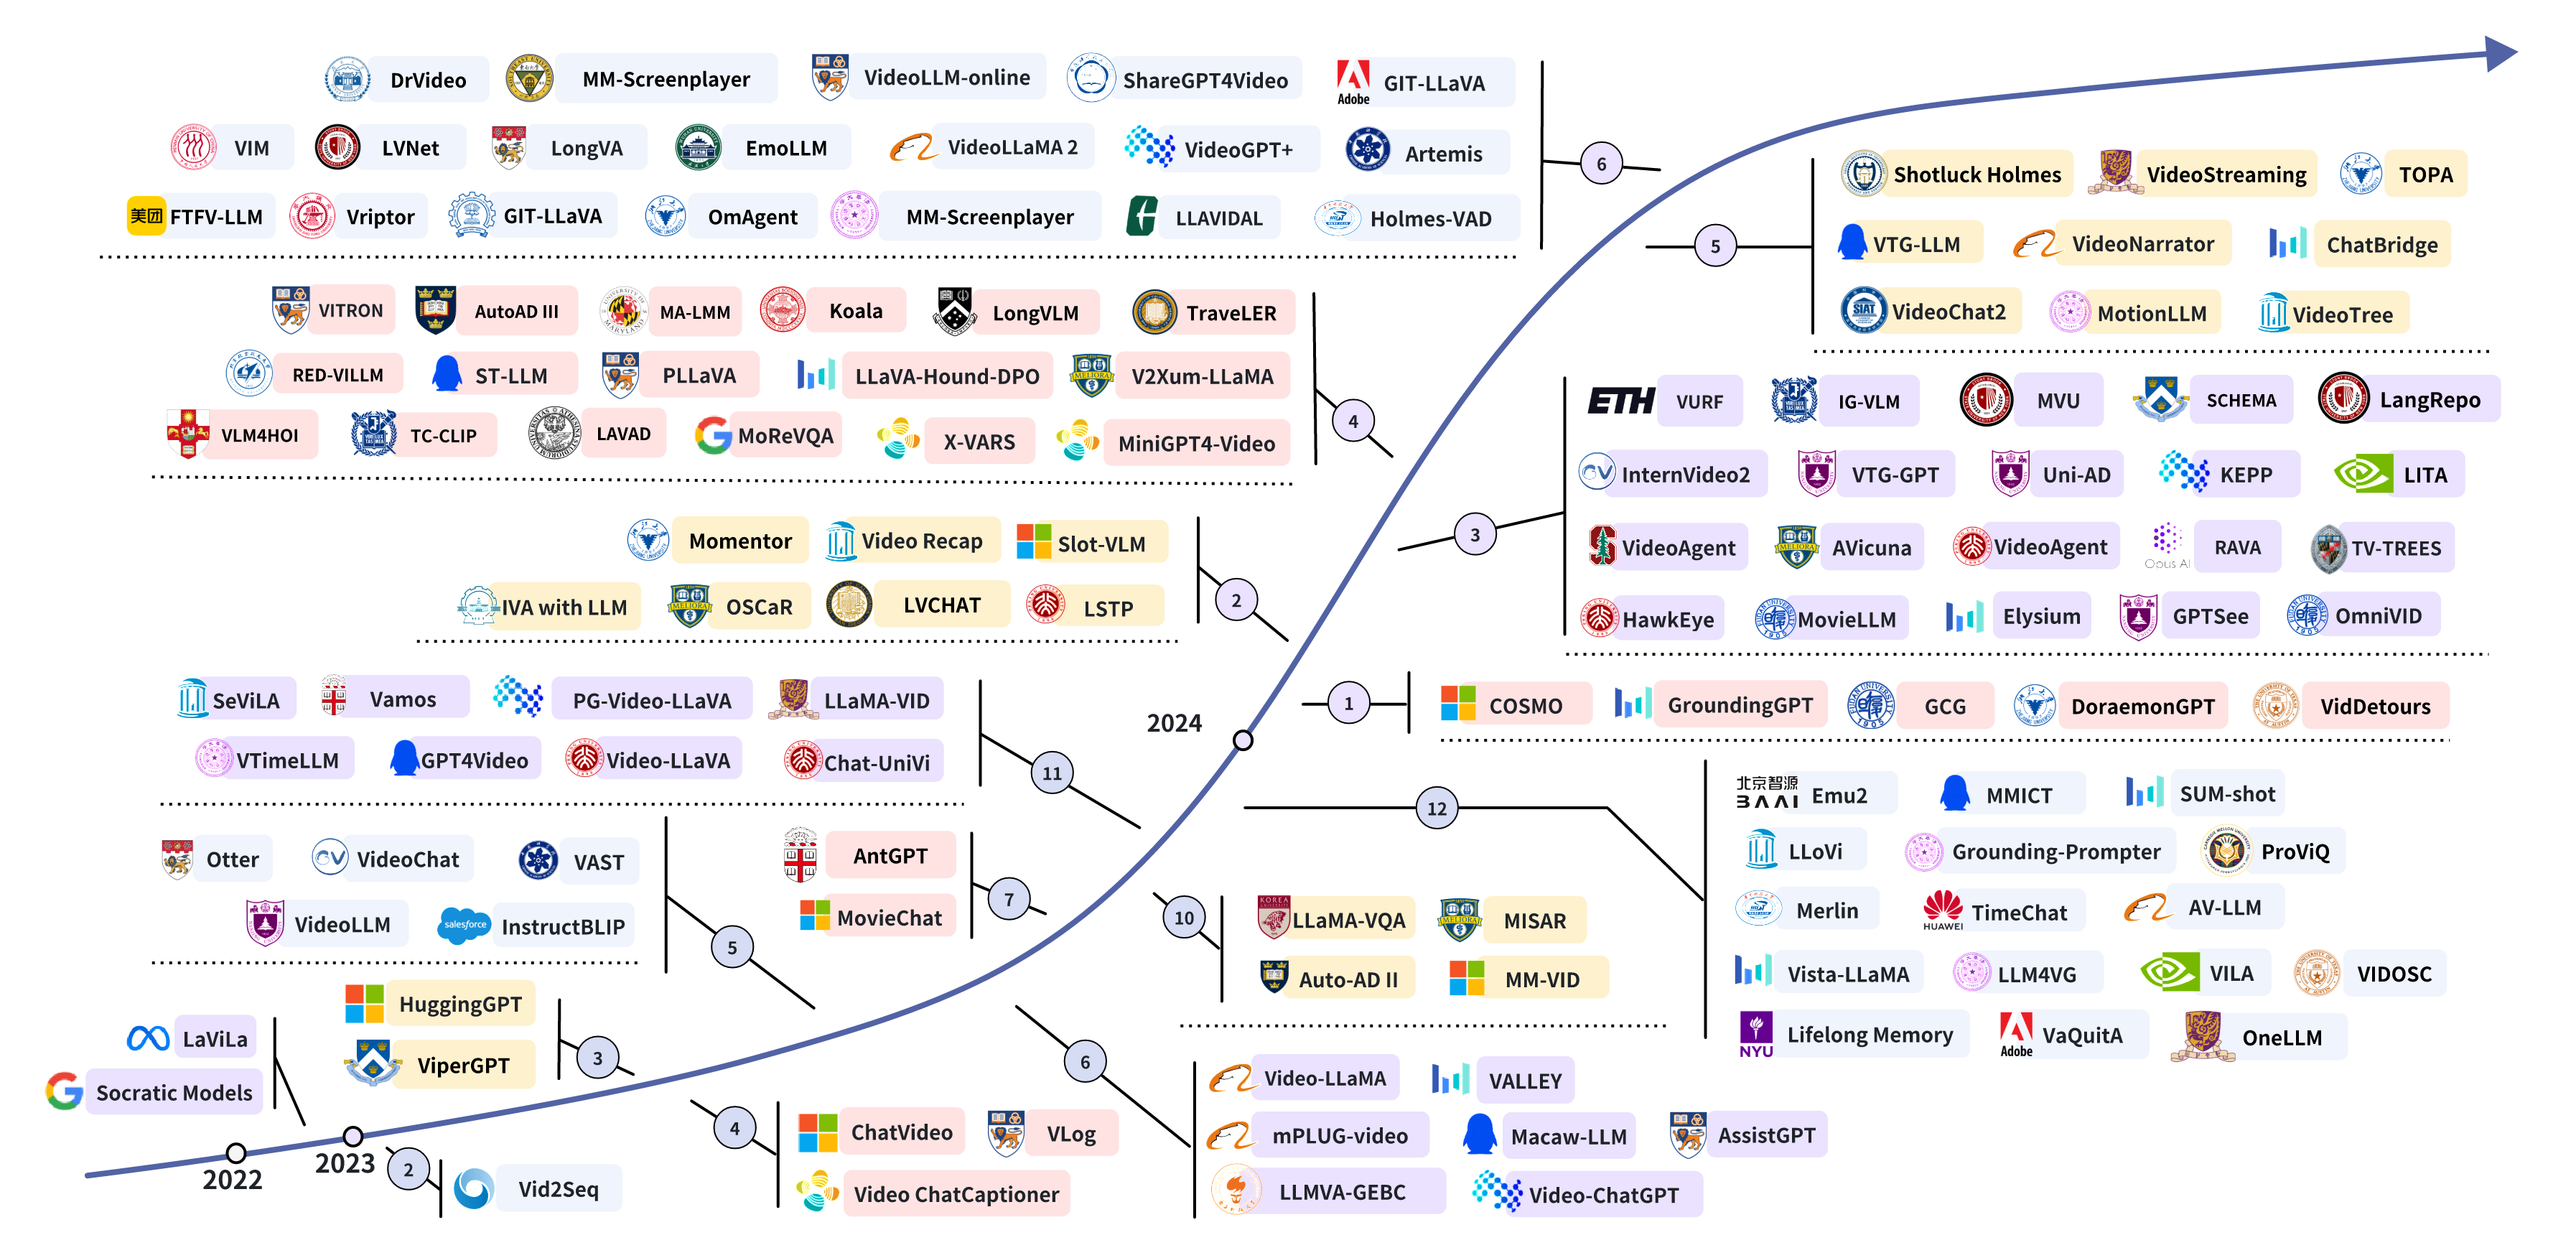 DrVideo
MM-Screenplayer
VideoLLM-online
ShareGPT4Video
Adobe
GIT-LLaVA
VIM
LVNet
LongVA
EmoLLM
VideoLLaMA 2
VideoGPT+
Artemis
美团
FTFV-LLM
Vriptor
GIT-LLaVA
OmAgent
MM-Screenplayer
LLAVIDAL
Holmes-VAD
6
Shotluck Holmes
VideoStreaming
TOPA
VTG-LLM
VideoNarrator
ChatBridge
SIAT
VideoChat2
MotionLLM
VideoTree
5
VITRON
AutoAD III
MA-LMM
Koala
LongVLM
TraveLER
RED-VILLM
ST-LLM
PLLaVA
LLaVA-Hound-DPO
MELIORA
V2Xum-LLaMA
VLM4HOI
TC-CLIP
LAVAD
MoReVQA
X-VARS
MiniGPT4-Video
4
ETH
VURF
IG-VLM
MVU
SCHEMA
LangRepo
InternVideo2
VTG-GPT
Uni-AD
KEPP
LITA
VideoAgent
MELIORA
AVicuna
VideoAgent
Opus AI
RAVA
TV-TREES
HawkEye
MovieLLM
Elysium
GPTSee
OmniVID
3
Momentor
Video Recap
Slot-VLM
IVA with LLM
MELIORA
OSCaR
LVCHAT
LSTP
2
SeViLA
Vamos
PG-Video-LLaVA
LLaMA-VID
VTimeLLM
GPT4Video
Video-LLaVA
Chat-UniVi
11
1
COSMO
GroundingGPT
GCG
DoraemonGPT
VidDetours
2024
12
北京智源
BAAI
Emu2
MMICT
SUM-shot
LLoVi
Grounding-Prompter
ProViQ
Merlin
HUAWEI
TimeChat
AV-LLM
Vista-LLaMA
LLM4VG
VILA
VIDOSC
NYU
Lifelong Memory
Adobe
VaQuitA
OneLLM
Otter
VideoChat
VAST
VideoLLM
salesforce
InstructBLIP
5
AntGPT
MovieChat
7
10
KOREA
LLaMA-VQA
MELIORA
MISAR
Auto-AD II
MM-VID
LaViLa
Socratic Models
HuggingGPT
ViperGPT
3
6
Video-LLaMA
VALLEY
mPLUG-video
Macaw-LLM
AssistGPT
LLMVA-GEBC
Video-ChatGPT
4
ChatVideo
VLog
Video ChatCaptioner
2022
2023
2
Vid2Seq